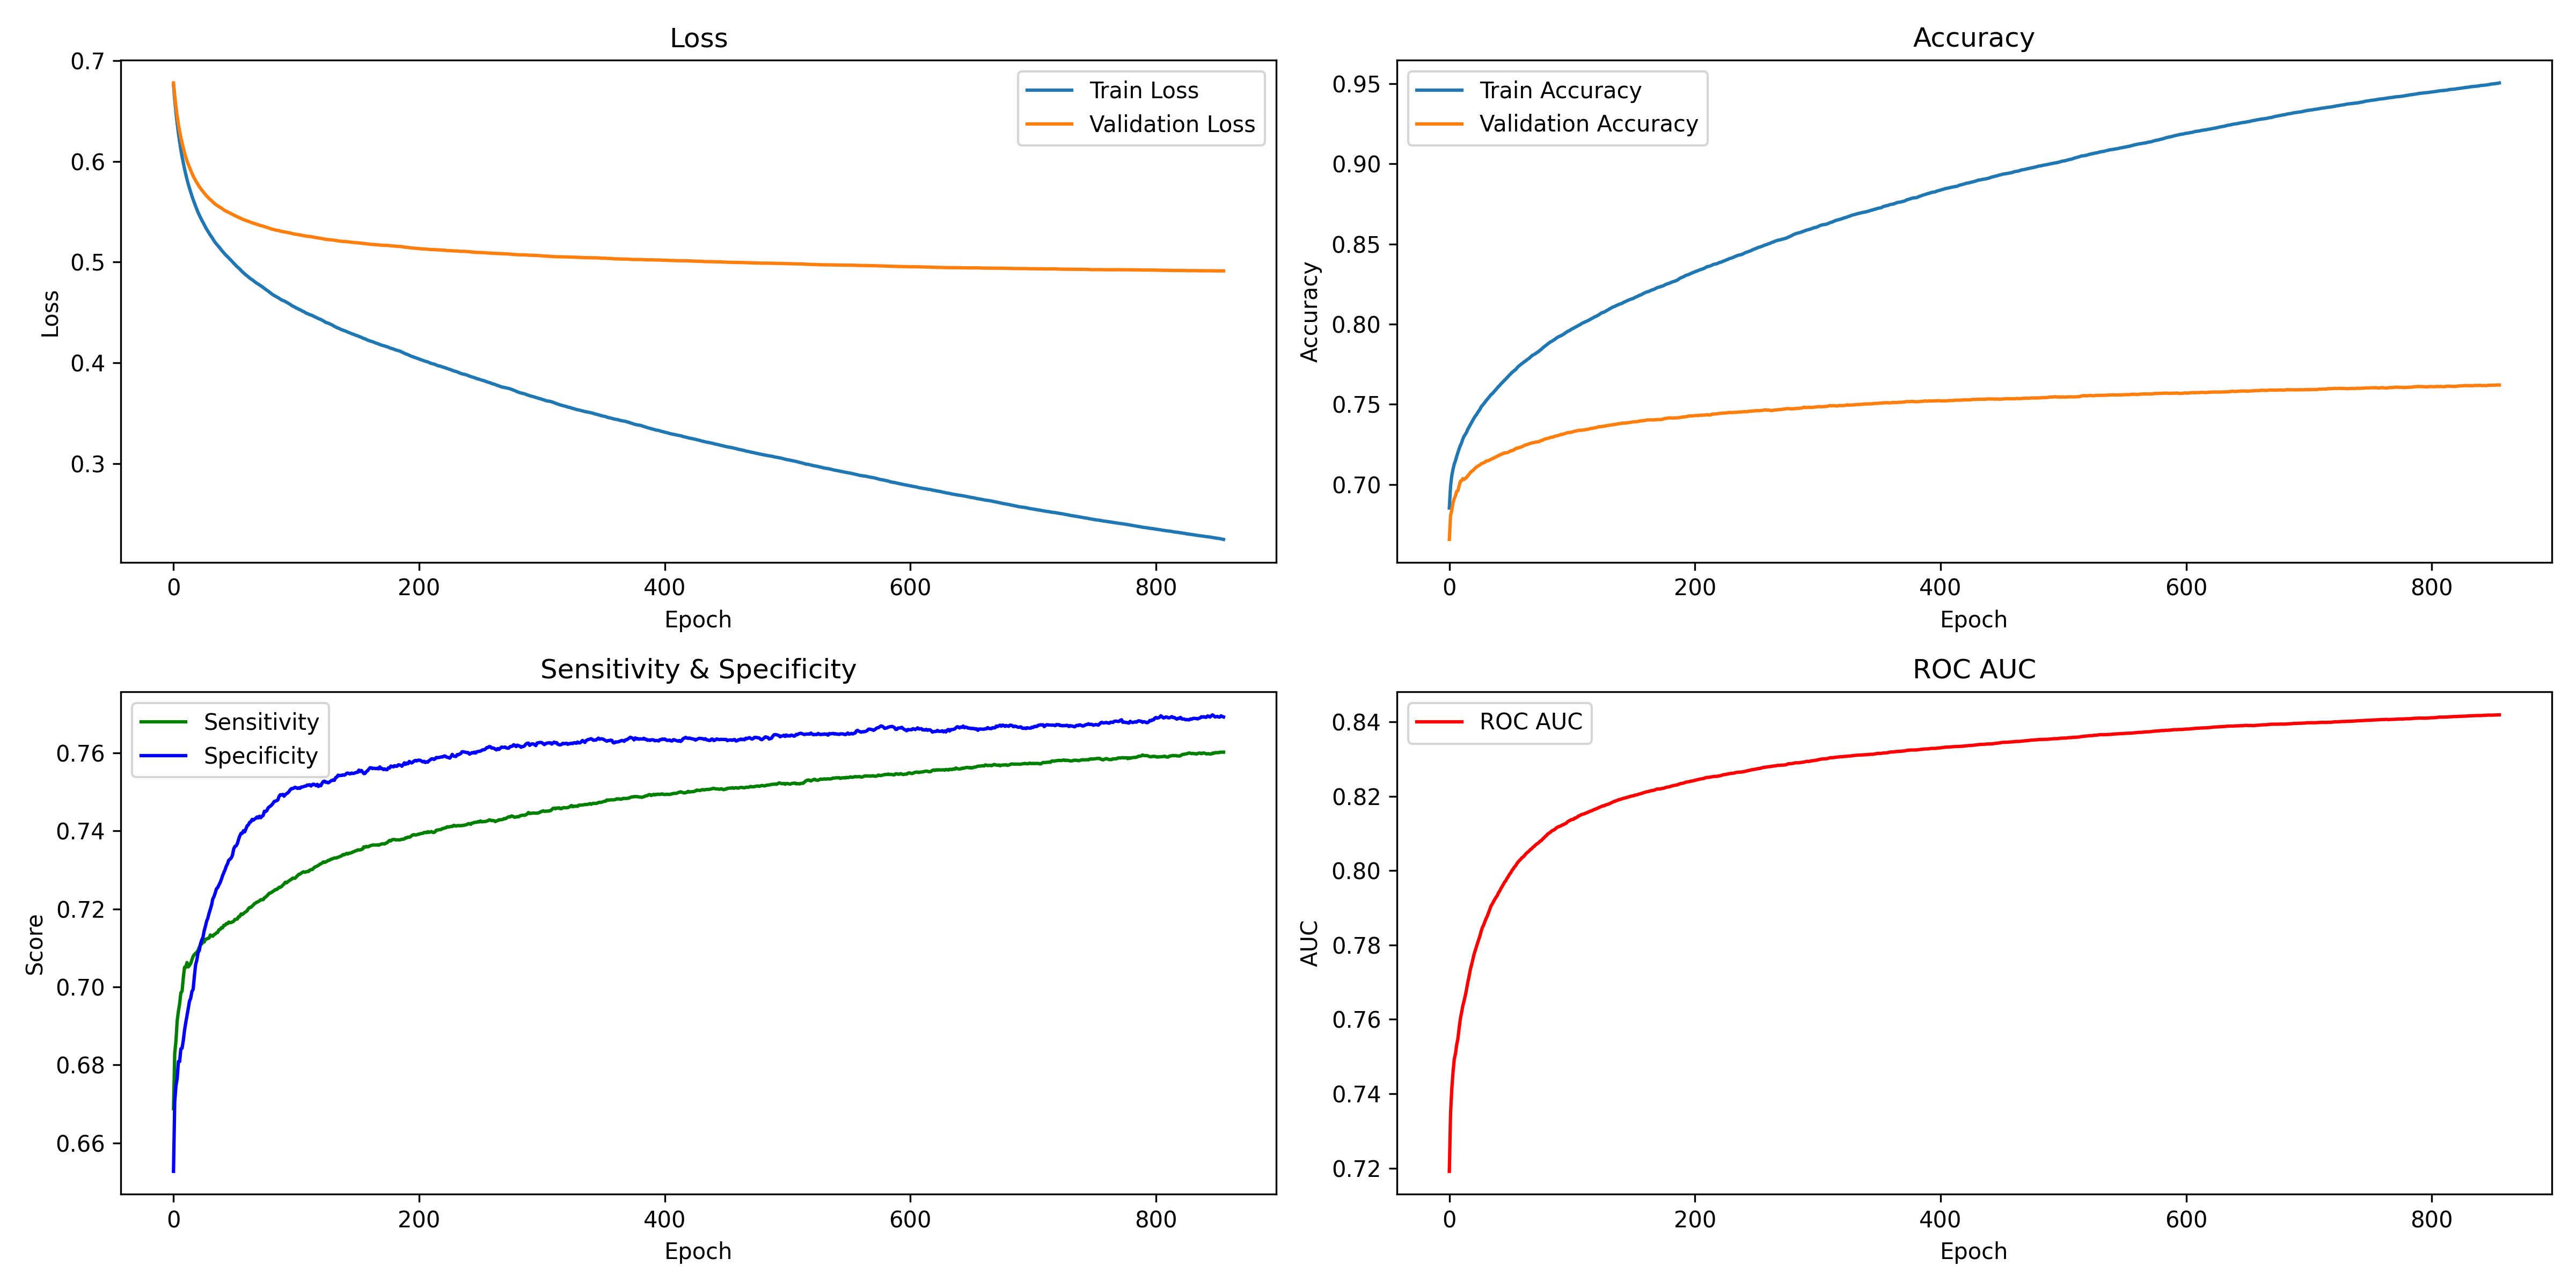 Loss
0.7
0.6
0.5
0.4
0.3
Loss
Train Loss
Validation Loss
0 200 400 600 800
Epoch
Accuracy
0.95
0.90
0.85
0.80
0.75
0.70
Accuracy
Train Accuracy
Validation Accuracy
0 200 400 600 800
Epoch
Sensitivity & Specificity
0.76
0.74
0.72
0.70
0.68
0.66
Score
Sensitivity
Specificity
0 200 400 600 800
Epoch
ROC AUC
0.84
0.82
0.80
0.78
0.76
0.74
0.72
AUC
ROC AUC
0 200 400 600 800
Epoch